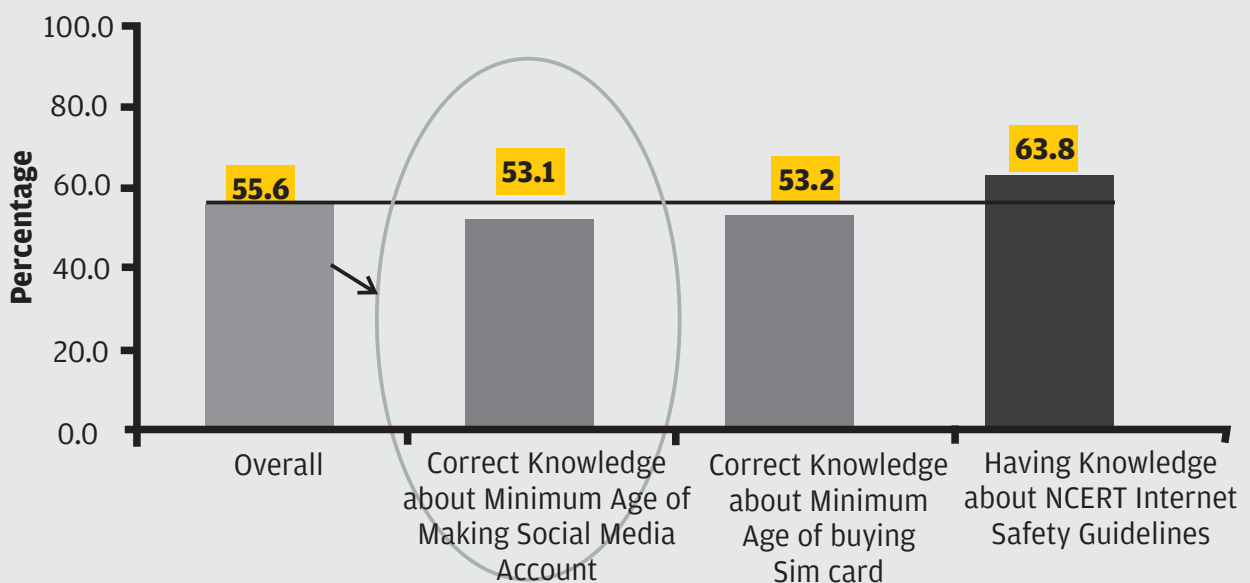 Percentage
100.0
80.0
60.0
40.0
20.0
0.0
55.6
53.1
53.2
63.8
Overall
Correct Knowledge
about Minimum Age of
Making Social Media
Account
Correct Knowledge
about Minimum
Age of buying
Sim card
Having Knowledge
about NCERT Internet
Safety Guidelines